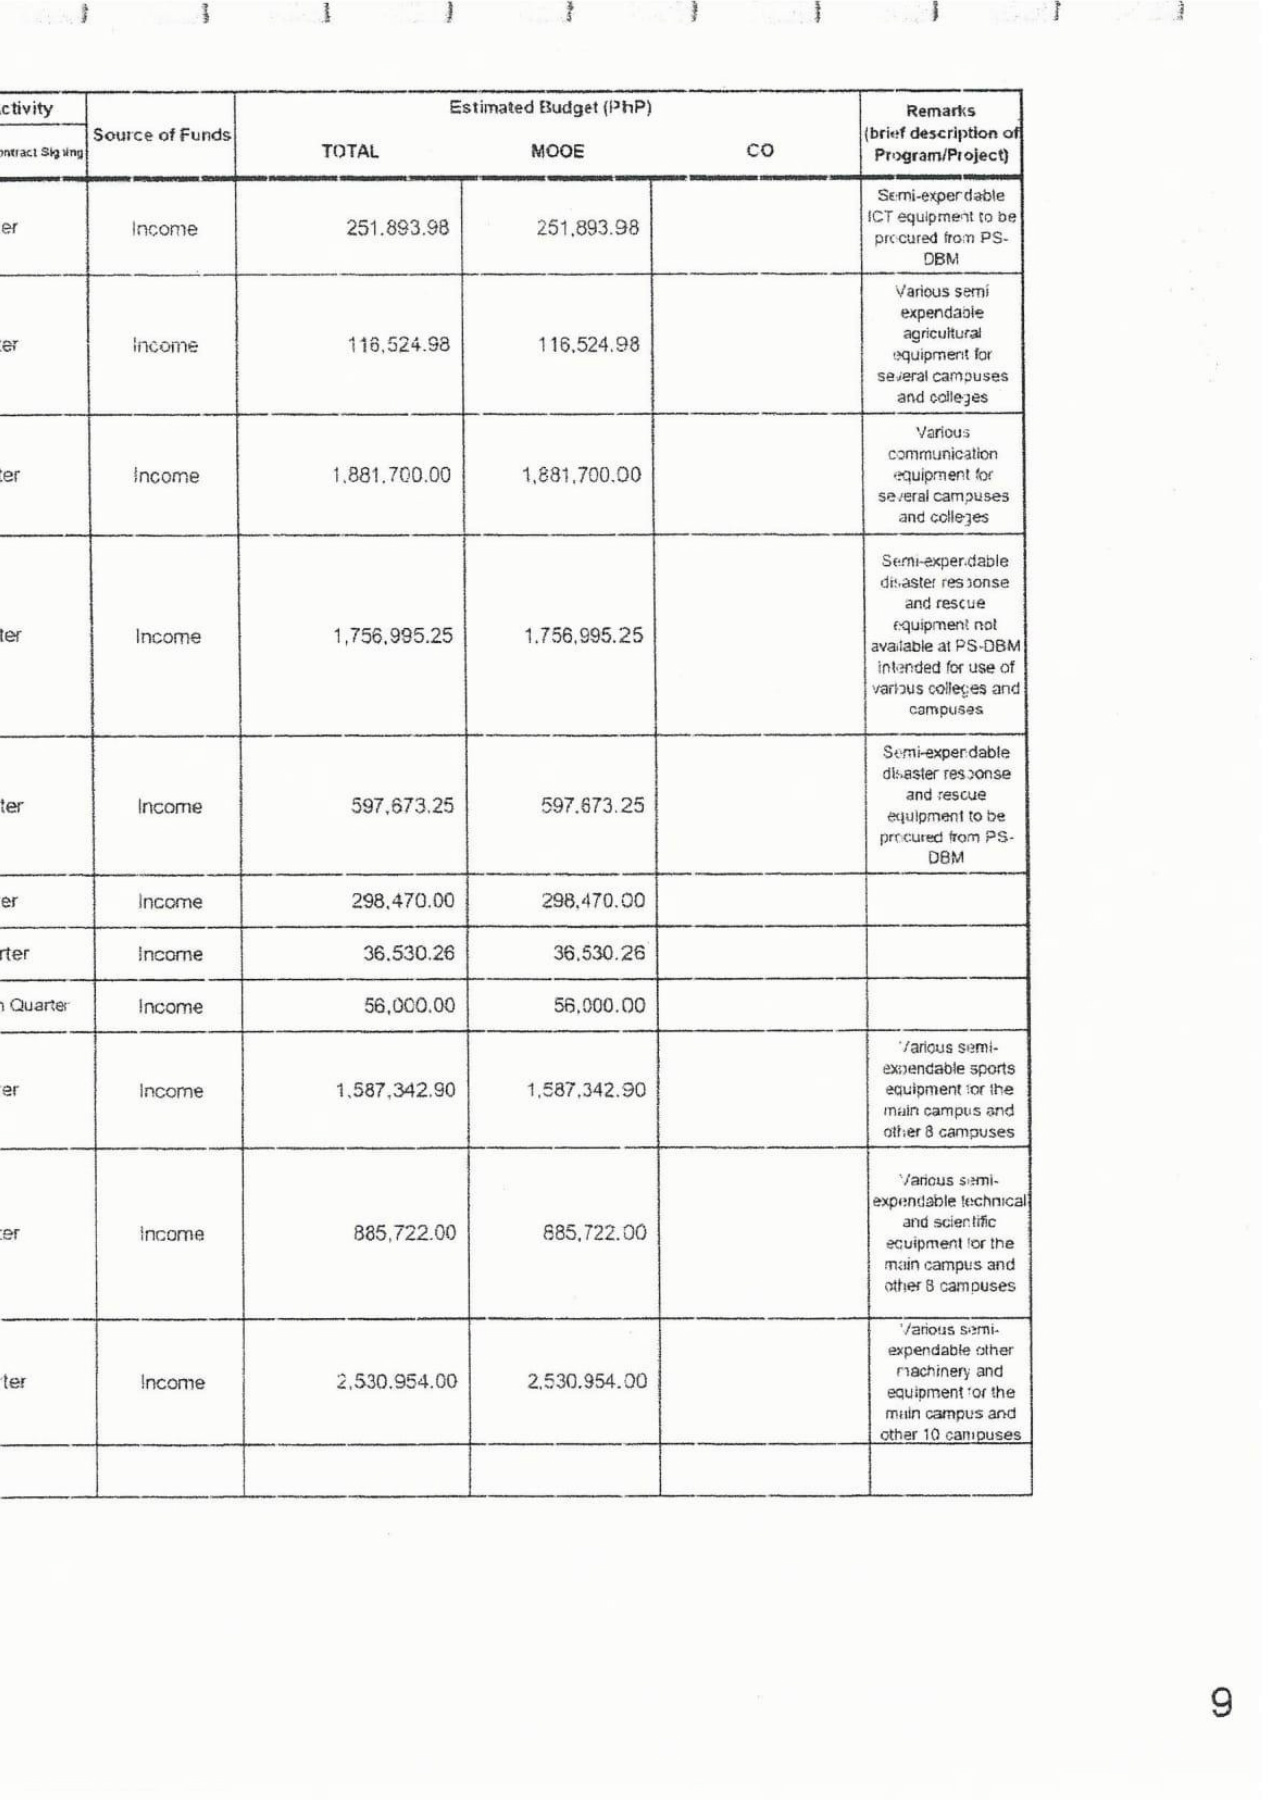 ctivity
Source of Funds
Estimated Budget (PhP)
Remarks
(brief description of
Program/Project)
ontract Signing
TOTAL
MOOE
CO
er
Income
251,893.98
251,893.98
Semi-expendable
ICT equipment to be
procured from PS-
DBM
ter
Income
116,524.98
116,524.98
Various semi
expendable
agricultural
equipment for
several campuses
and colleges
ter
Income
1,881,700.00
1,881,700.00
Various
communication
equipment for
several campuses
and colleges
ter
Income
1,756,995.25
1,756,995.25
Semi-expendable
disaster response
and rescue
equipment not
available at PS-DBM
intended for use of
various colleges and
campuses
ter
Income
597,673.25
597,673.25
Semi-expendable
disaster response
and rescue
equipment to be
procured from PS-
DBM
er
Income
298,470.00
298,470.00
rter
Income
36,530.26
36,530.26
h Quarter
Income
56,000.00
56,000.00
er
Income
1,587,342.90
1,587,342.90
Various semi-
expendable sports
equipment for the
main campus and
other 8 campuses
ter
Income
885,722.00
885,722.00
Various semi-
expendable technical
and scientific
equipment for the
main campus and
other 8 campuses
ter
Income
2,530,954.00
2,530,954.00
Various semi-
expendable other
machinery and
equipment for the
main campus and
other 10 campuses
9